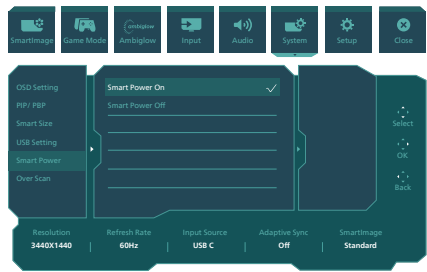 SmartImage Game Mode Ambiglow Input Audio System Setup Close
ambiglow
OSD Setting
PIP/ PBP
Smart Size
USB Setting
Smart Power
Over Scan
Smart Power On
Smart Power Off
Select
OK
Back
Resolution Refresh Rate Input Source Adaptive Sync SmartImage
3440X1440 | 60Hz | USB C | Off | Standard